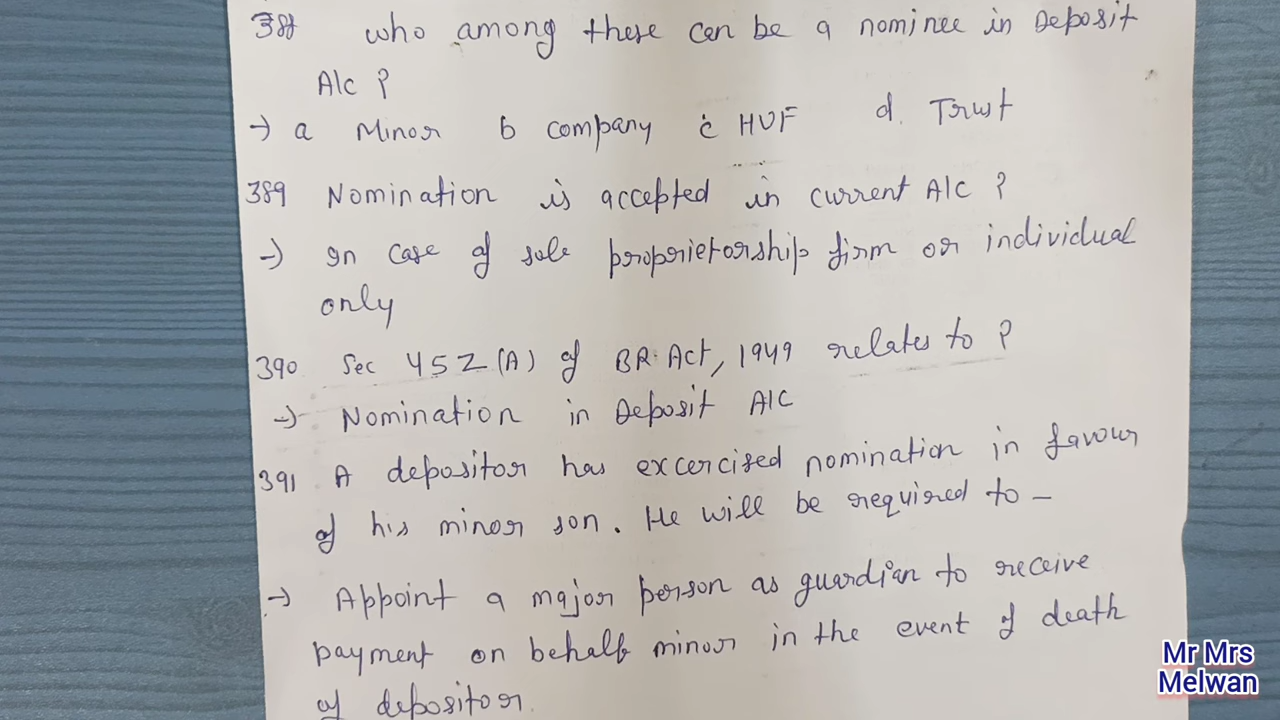 388 who among these can be a nominee in Deposit
A/c ?
→ a Minor b company c HUF d. Trust
389 Nomination is accepted in current A/c ?
→ In case of sole proprietorship firm or individual
only
390 Sec 45Z(A) of BR. Act, 1949 relates to ?
→ Nomination in Deposit A/C
391 A depositor has excercised nomination in favour
of his minor son. He will be required to -
→ Appoint a major person as guardian to receive
payment on behalf minor in the event of death
of depositor.
Mr Mrs
Melwan